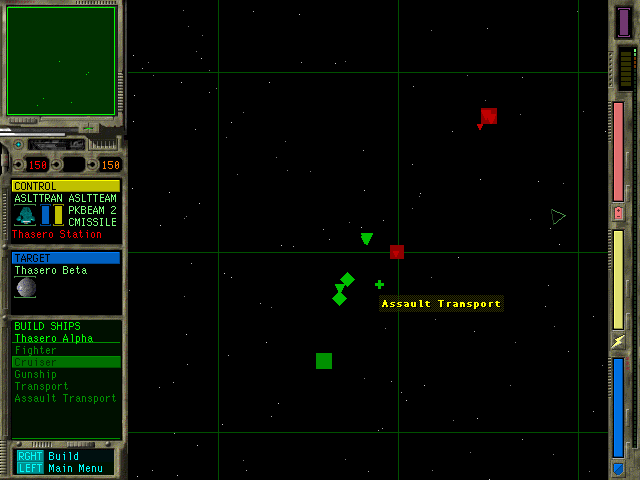 150 150
CONTROL
ASLTTRAN ASLTTEAM
PKBEAM 2
CMISSILE
Thasero Station
TARGET
Thasero Beta
Assault Transport
BUILD SHIPS
Thasero Alpha
Fighter
Cruiser
Gunship
Transport
Assault Transport
RGHT Build
LEFT Main Menu